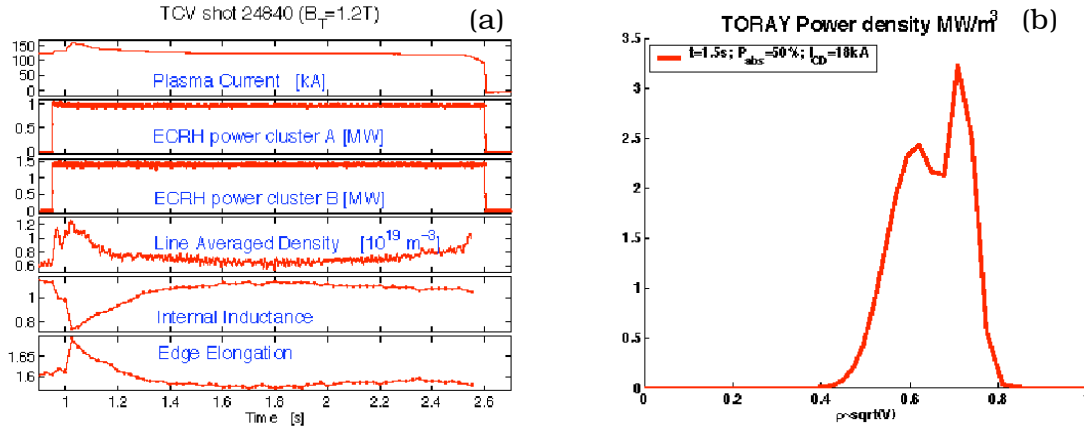 TCV shot 24840 (B_T=1.2T)
(a)
150
100
50
0
Plasma Current [kA]
1
0.5
0
ECRH power cluster A [MW]
1.5
1
0.5
0
ECRH power cluster B [MW]
1.2
1
0.8
0.6
Line Averaged Density [10^19 m^-3]
1
0.8
Internal Inductance
1.65
1.6
Edge Elongation
1 1.2 1.4 1.6 1.8 2 2.2 2.4 2.6
Time [s]
TORAY Power density MW/m^3
(b)
t=1.5s; P_abs=50%; I_CD=18kA
3.5
3
2.5
2
1.5
1
0.5
0
0 0.2 0.4 0.6 0.8 1
ρ~sqrt(V)